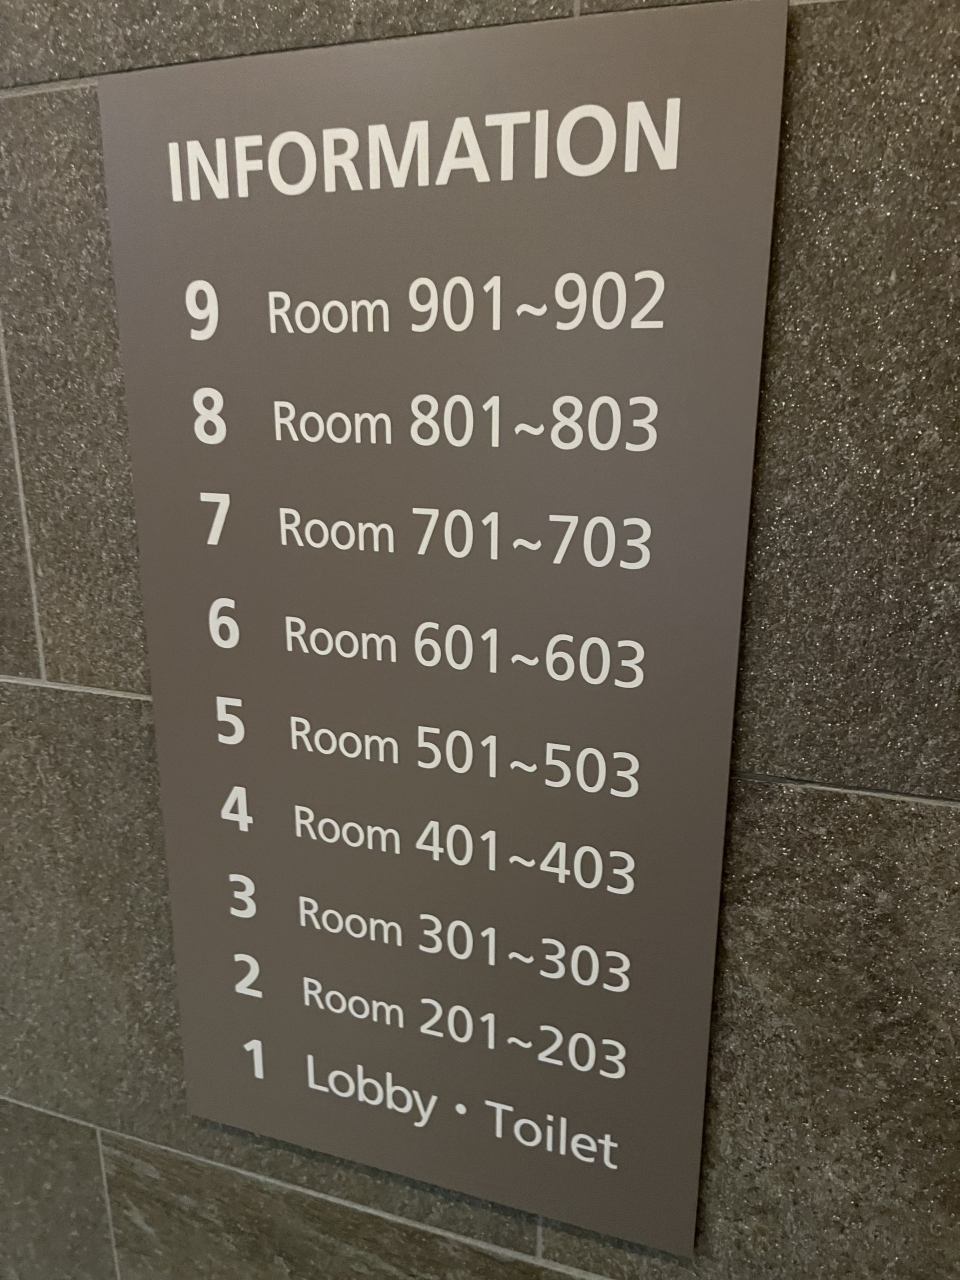 INFORMATION
9 Room 901~902
8 Room 801~803
7 Room 701~703
6 Room 601~603
5 Room 501~503
4 Room 401~403
3 Room 301~303
2 Room 201~203
1 Lobby・Toilet